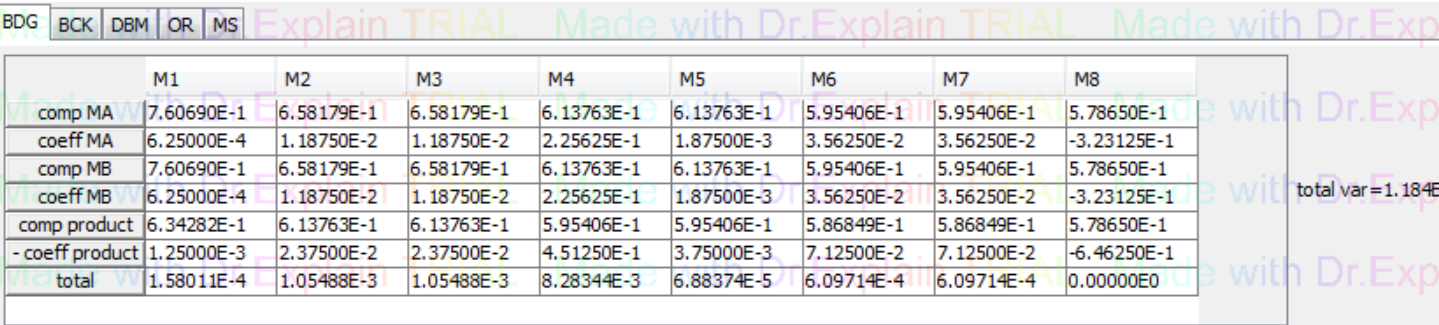 BDG BCK DBM OR MS
Made with Dr.Explain TRIAL Made with Dr.Explain TRIAL Made with Dr.Exp
M1 M2 M3 M4 M5 M6 M7 M8
comp MA 7.60690E-1 6.58179E-1 6.58179E-1 6.13763E-1 6.13763E-1 5.95406E-1 5.95406E-1 5.78650E-1
coeff MA 6.25000E-4 1.18750E-2 1.18750E-2 2.25625E-1 1.87500E-3 3.56250E-2 3.56250E-2 -3.23125E-1
comp MB 7.60690E-1 6.58179E-1 6.58179E-1 6.13763E-1 6.13763E-1 5.95406E-1 5.95406E-1 5.78650E-1
coeff MB 6.25000E-4 1.18750E-2 1.18750E-2 2.25625E-1 1.87500E-3 3.56250E-2 3.56250E-2 -3.23125E-1
total var=1.184E
comp product 6.34282E-1 6.13763E-1 6.13763E-1 5.95406E-1 5.95406E-1 5.86849E-1 5.86849E-1 5.78650E-1
- coeff product 1.25000E-3 2.37500E-2 2.37500E-2 4.51250E-1 3.75000E-3 7.12500E-2 7.12500E-2 -6.46250E-1
total 1.58011E-4 1.05488E-3 1.05488E-3 8.28344E-3 6.88374E-5 6.09714E-4 6.09714E-4 0.00000E0